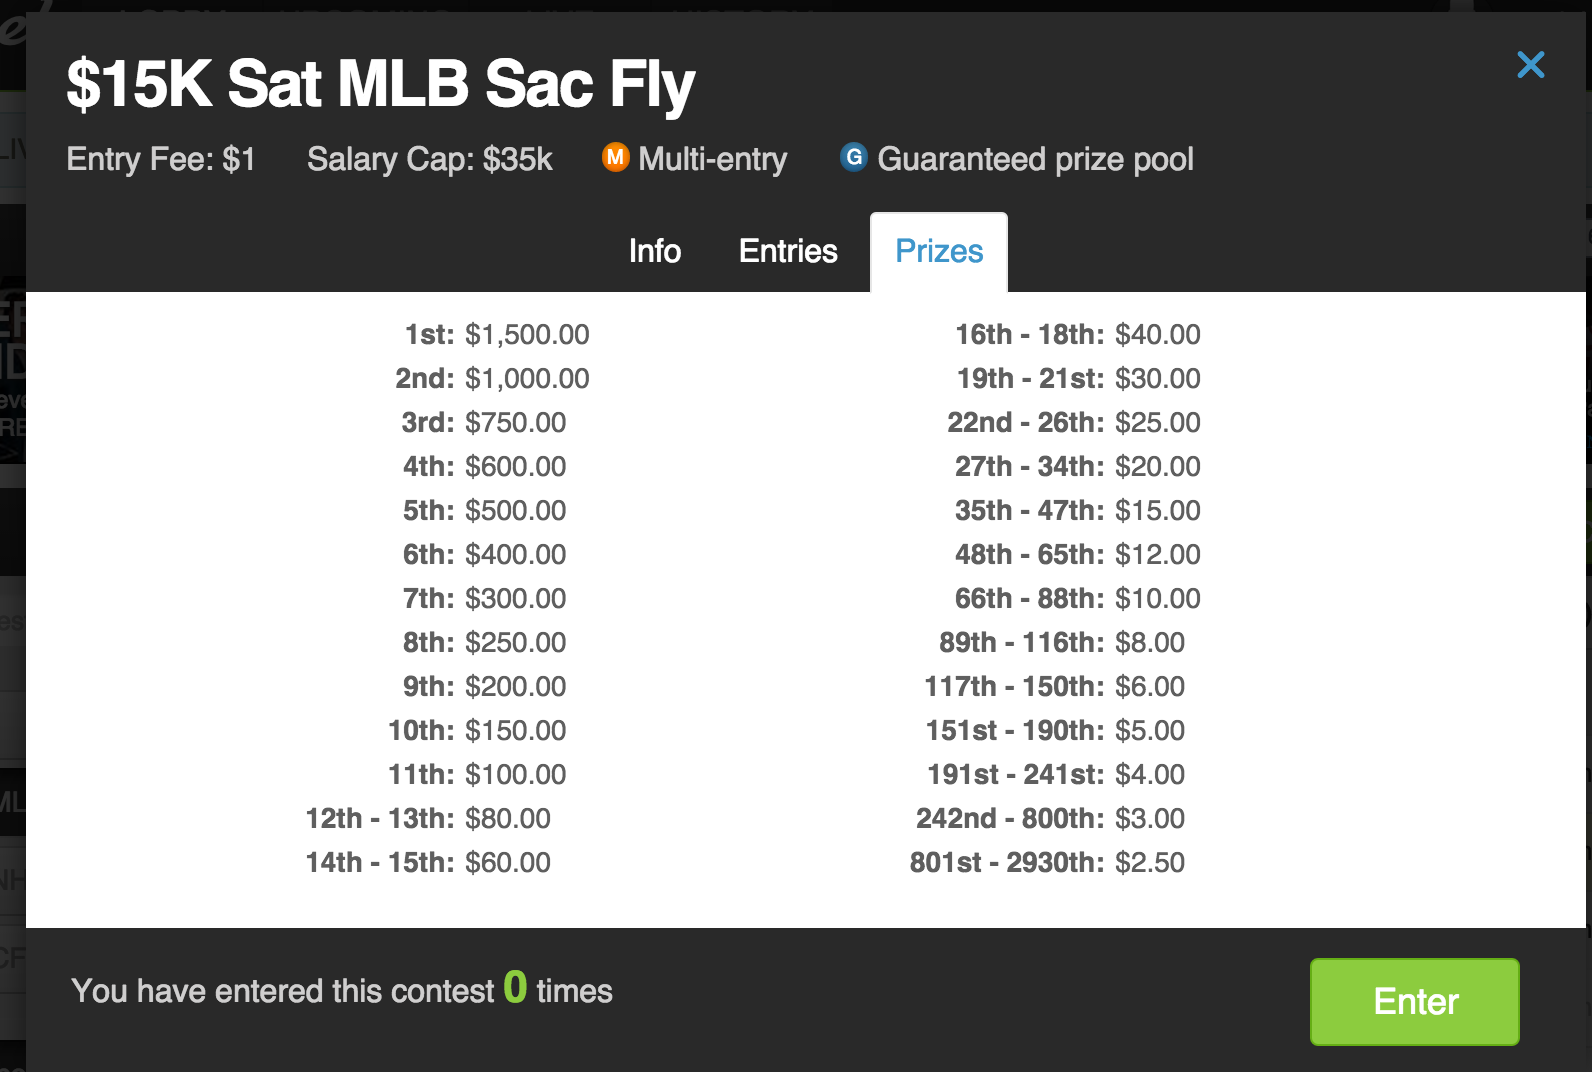 $15K Sat MLB Sac Fly
Entry Fee: $1 Salary Cap: $35k M Multi-entry G Guaranteed prize pool
Info Entries Prizes
1st: $1,500.00
2nd: $1,000.00
3rd: $750.00
4th: $600.00
5th: $500.00
6th: $400.00
7th: $300.00
8th: $250.00
9th: $200.00
10th: $150.00
11th: $100.00
12th - 13th: $80.00
14th - 15th: $60.00
16th - 18th: $40.00
19th - 21st: $30.00
22nd - 26th: $25.00
27th - 34th: $20.00
35th - 47th: $15.00
48th - 65th: $12.00
66th - 88th: $10.00
89th - 116th: $8.00
117th - 150th: $6.00
151st - 190th: $5.00
191st - 241st: $4.00
242nd - 800th: $3.00
801st - 2930th: $2.50
You have entered this contest 0 times
Enter